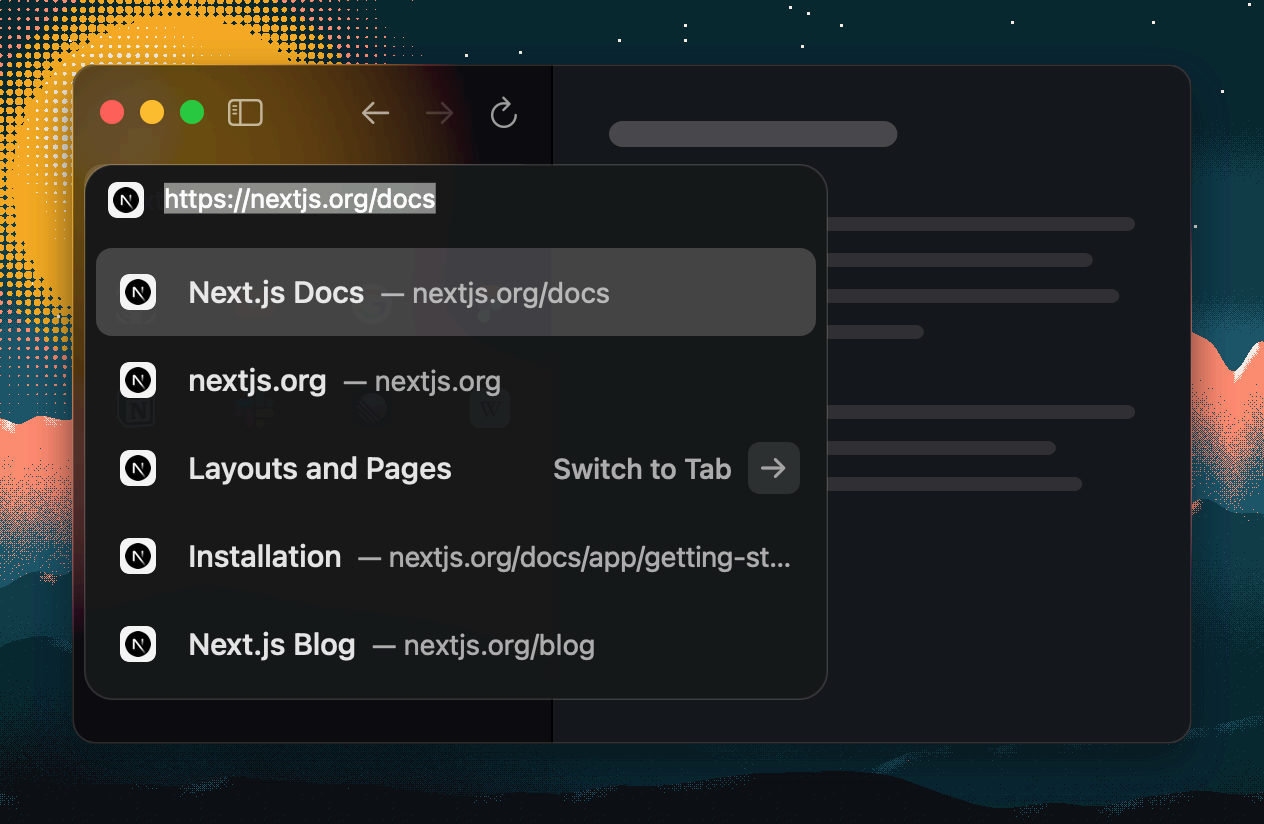 https://nextjs.org/docs
Next.js Docs — nextjs.org/docs
nextjs.org — nextjs.org
Layouts and Pages Switch to Tab
Installation — nextjs.org/docs/app/getting-st...
Next.js Blog — nextjs.org/blog